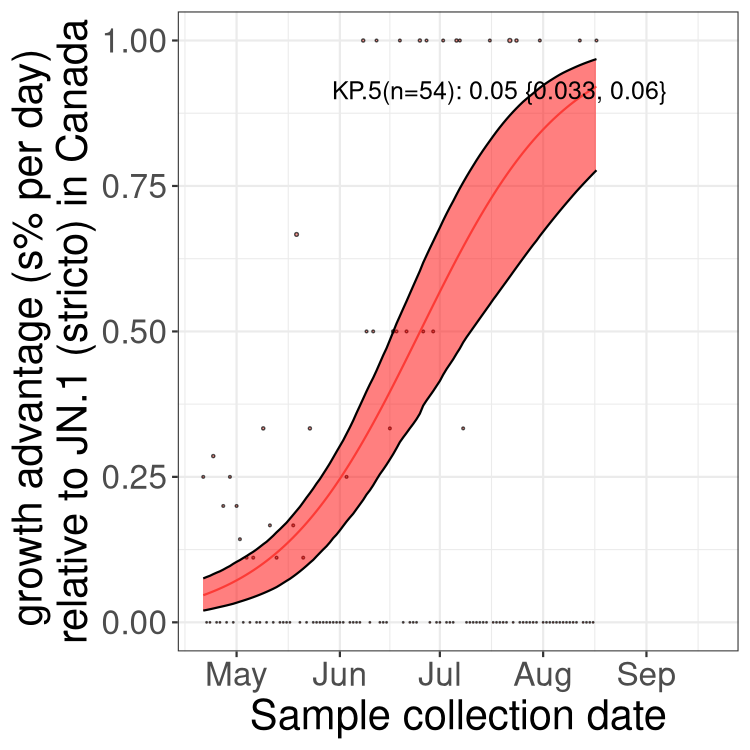 growth advantage (s% per day)
relative to JN.1 (stricto) in Canada
1.00
0.75
0.50
0.25
0.00
KP.5(n=54): 0.05 {0.033, 0.06}
May Jun Jul Aug Sep
Sample collection date